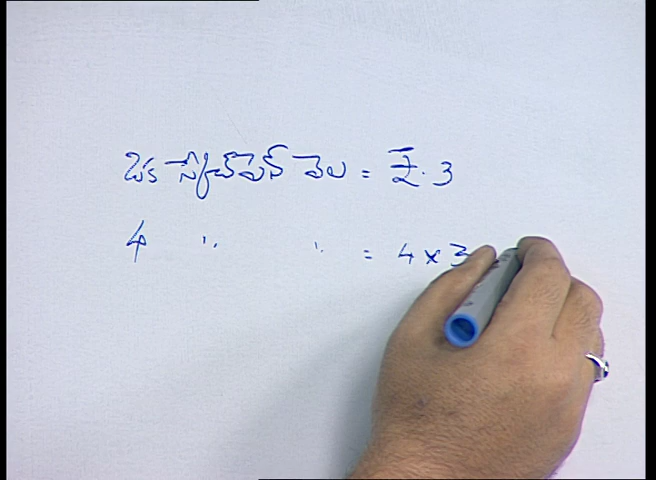 ఒక స్కెచ్‌పెన్ వెల = రె. 3
4 " " = 4 x 3